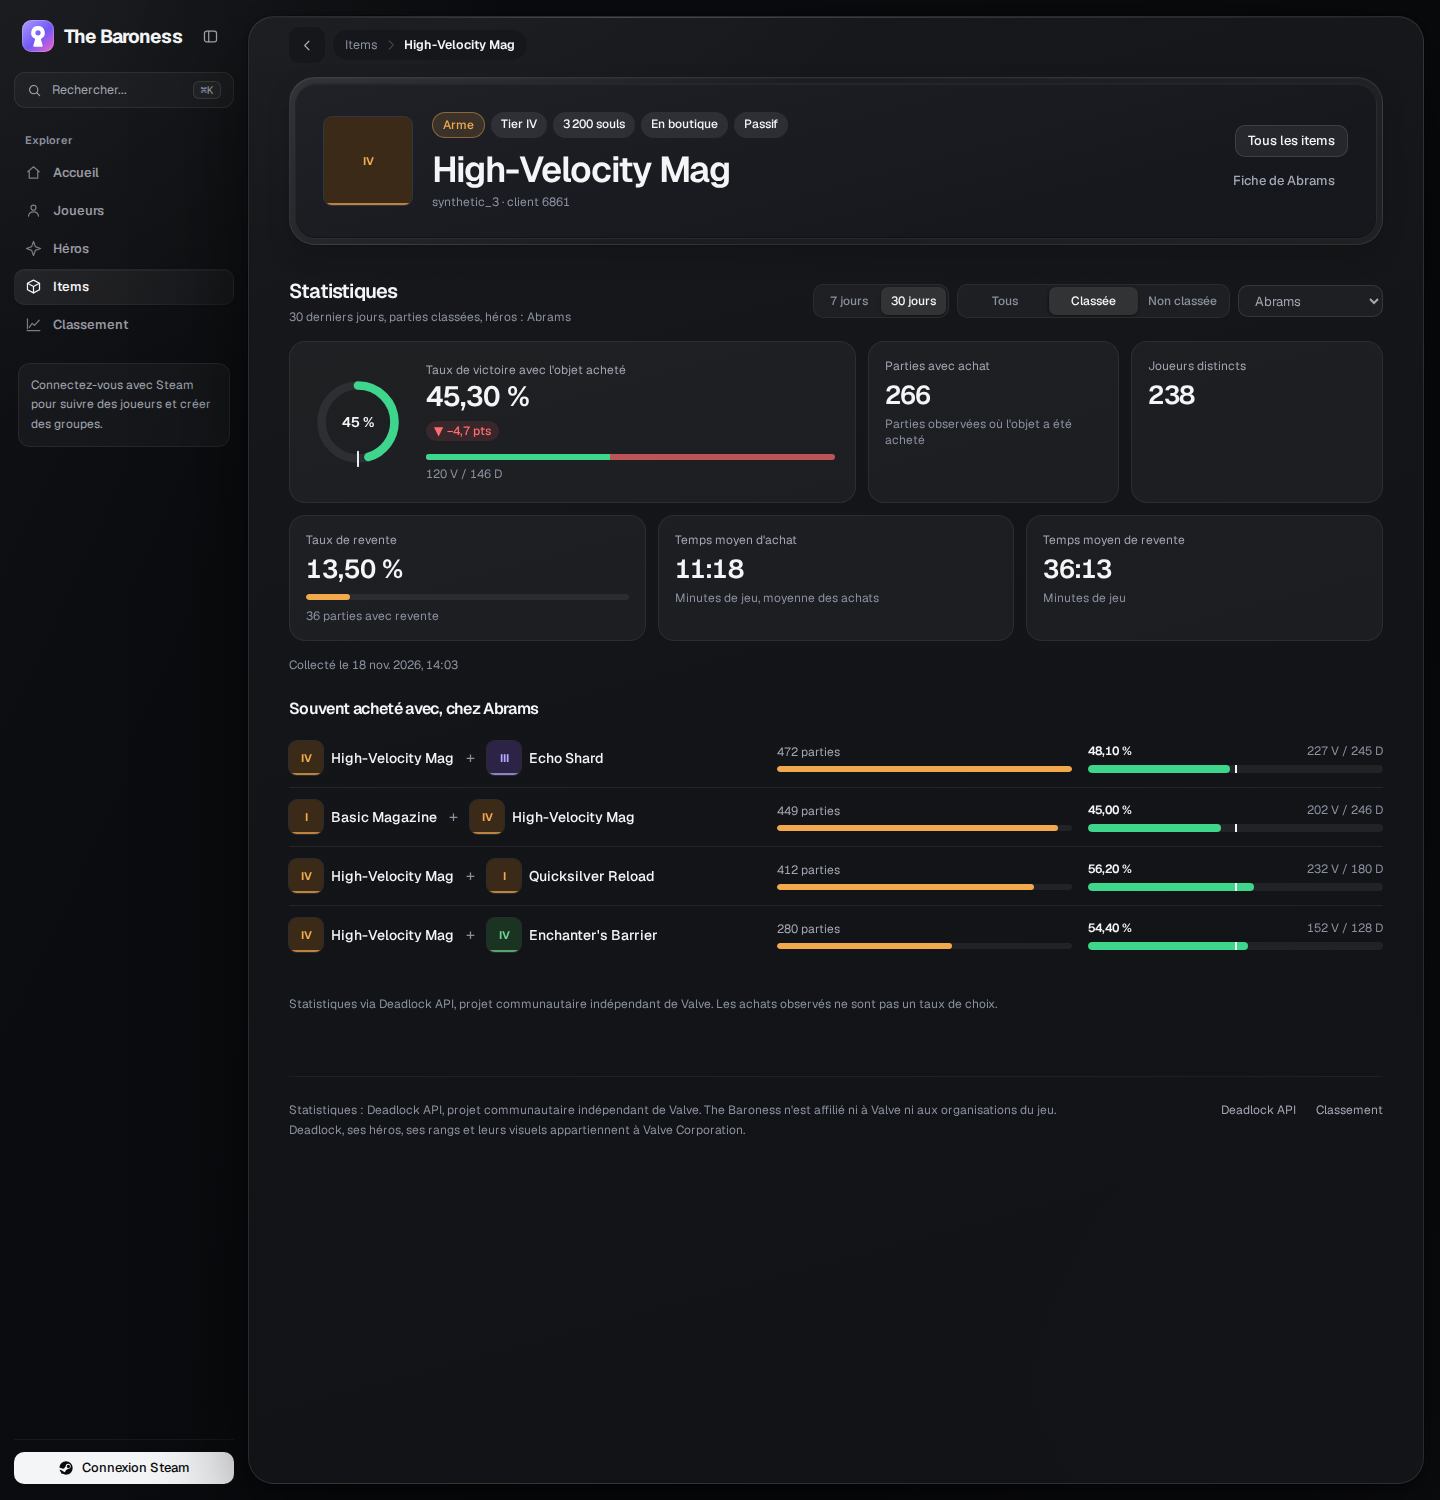 The Baroness
Rechercher...
⌘K
Explorer
Accueil
Joueurs
Héros
Items
Classement
Connectez-vous avec Steam
pour suivre des joueurs et créer
des groupes.
Connexion Steam
Items
High-Velocity Mag
IV
Arme
Tier IV
3 200 souls
En boutique
Passif
High-Velocity Mag
synthetic_3 · client 6861
Tous les items
Fiche de Abrams
Statistiques
30 derniers jours, parties classées, héros : Abrams
7 jours
30 jours
Tous
Classée
Non classée
Abrams
45 %
Taux de victoire avec l'objet acheté
45,30 %
▼ −4,7 pts
120 V / 146 D
Parties avec achat
266
Parties observées où l'objet a été
acheté
Joueurs distincts
238
Taux de revente
13,50 %
36 parties avec revente
Temps moyen d'achat
11:18
Minutes de jeu, moyenne des achats
Temps moyen de revente
36:13
Minutes de jeu
Collecté le 18 nov. 2026, 14:03
Souvent acheté avec, chez Abrams
IV High-Velocity Mag + III Echo Shard
472 parties
48,10 %
227 V / 245 D
I Basic Magazine + IV High-Velocity Mag
449 parties
45,00 %
202 V / 246 D
IV High-Velocity Mag + I Quicksilver Reload
412 parties
56,20 %
232 V / 180 D
IV High-Velocity Mag + IV Enchanter's Barrier
280 parties
54,40 %
152 V / 128 D
Statistiques via Deadlock API, projet communautaire indépendant de Valve. Les achats observés ne sont pas un taux de choix.
Statistiques : Deadlock API, projet communautaire indépendant de Valve. The Baroness n'est affilié ni à Valve ni aux organisations du jeu.
Deadlock, ses héros, ses rangs et leurs visuels appartiennent à Valve Corporation.
Deadlock API
Classement